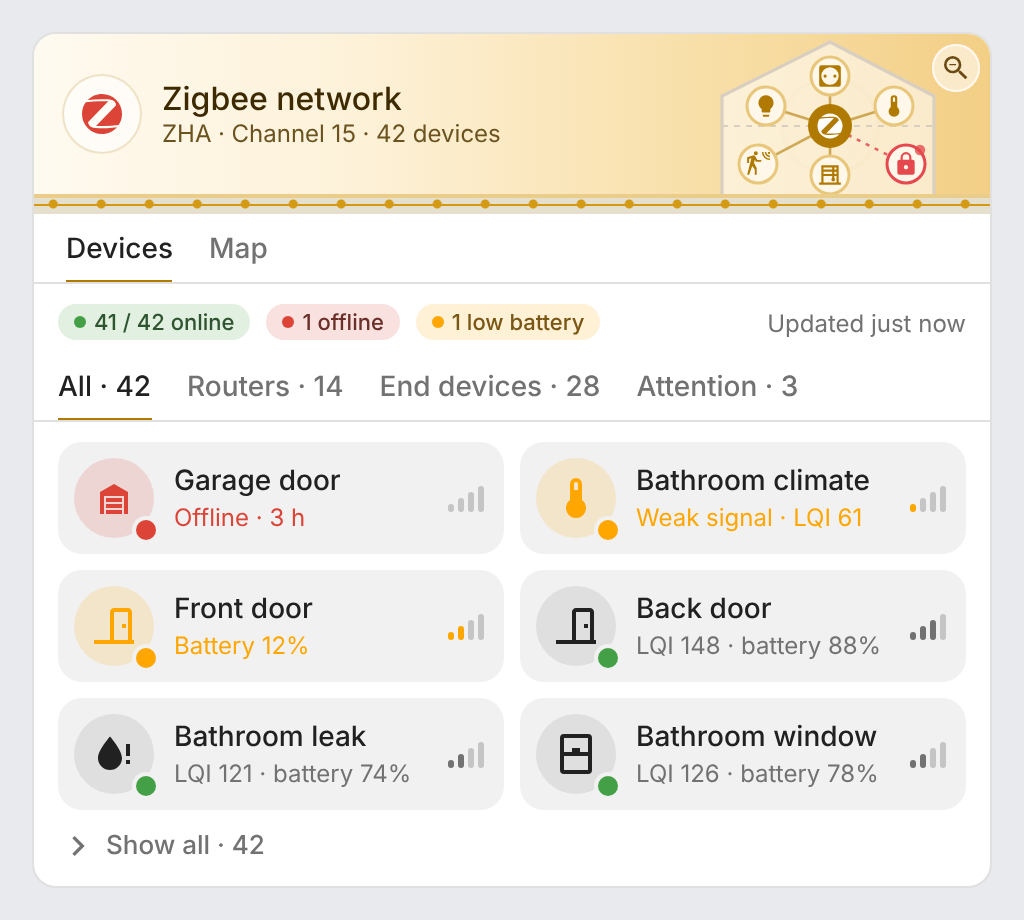 Zigbee network
ZHA · Channel 15 · 42 devices
Devices Map
41 / 42 online 1 offline 1 low battery Updated just now
All · 42 Routers · 14 End devices · 28 Attention · 3
Garage door
Offline · 3 h
Bathroom climate
Weak signal · LQI 61
Front door
Battery 12%
Back door
LQI 148 · battery 88%
Bathroom leak
LQI 121 · battery 74%
Bathroom window
LQI 126 · battery 78%
Show all · 42